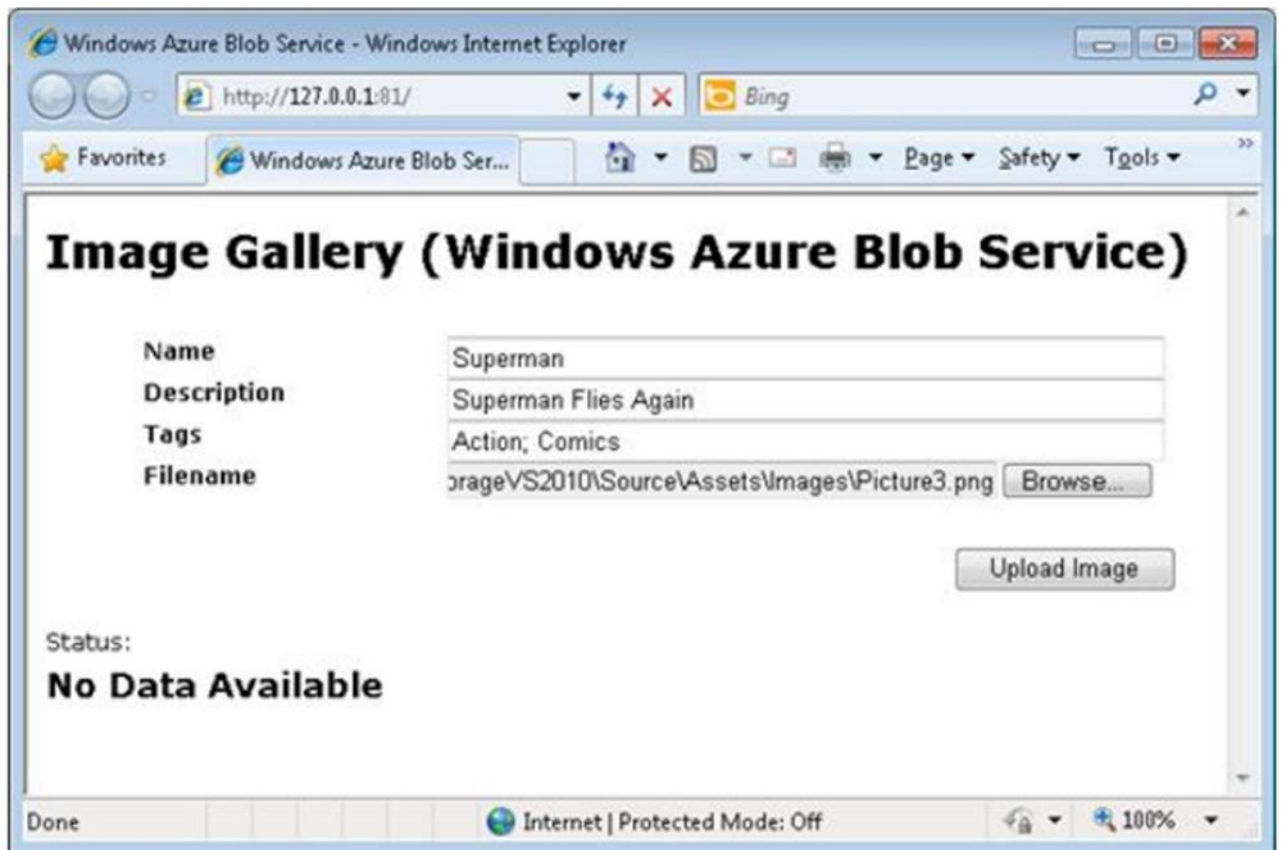 Windows Azure Blob Service - Windows Internet Explorer
http://127.0.0.1:81/
Bing
Favorites
Windows Azure Blob Ser...
Page
Safety
Tools
Image Gallery (Windows Azure Blob Service)
Name
Superman
Description
Superman Flies Again
Tags
Action; Comics
Filename
orageVS2010\Source\Assets\Images\Picture3.png
Browse...
Upload Image
Status:
No Data Available
Done
Internet | Protected Mode: Off
100%